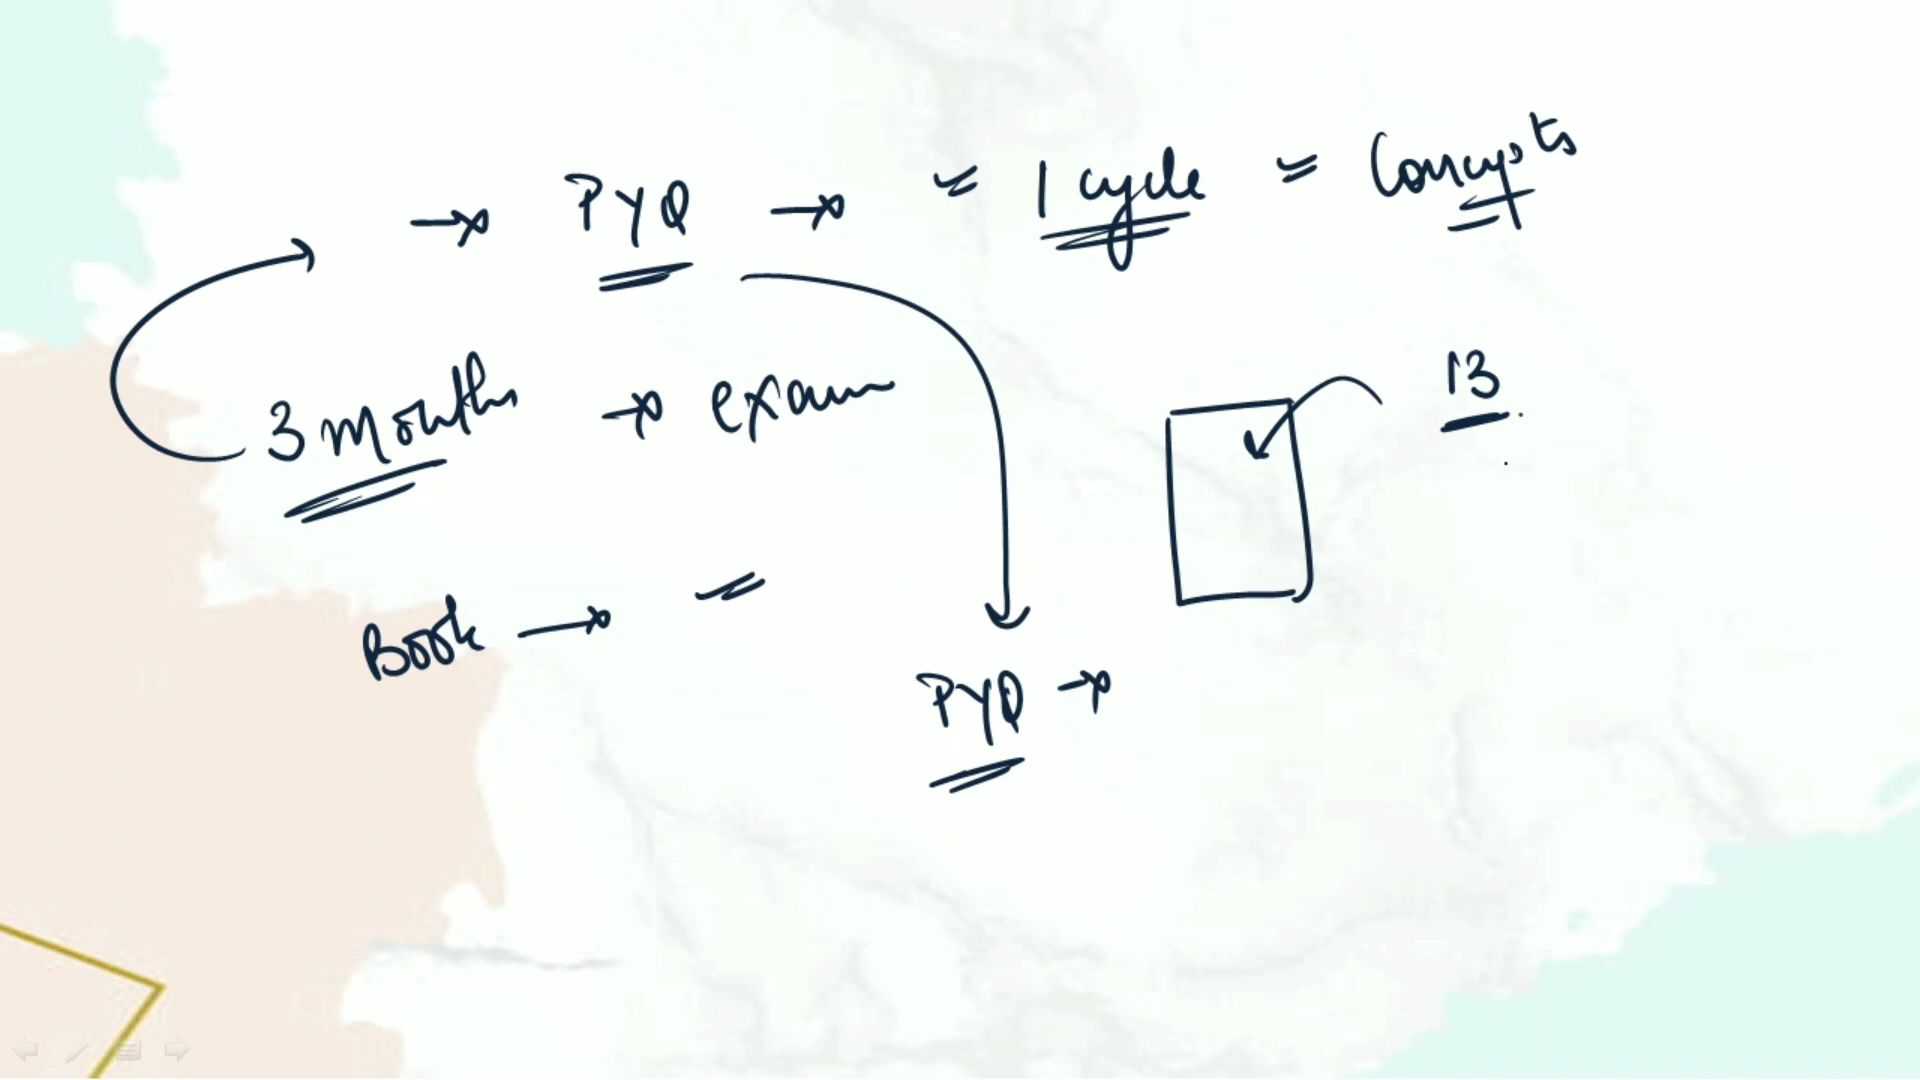 → PYQ → = 1 cycle = Concepts
3 months → exam
13
Book → =
PYQ →